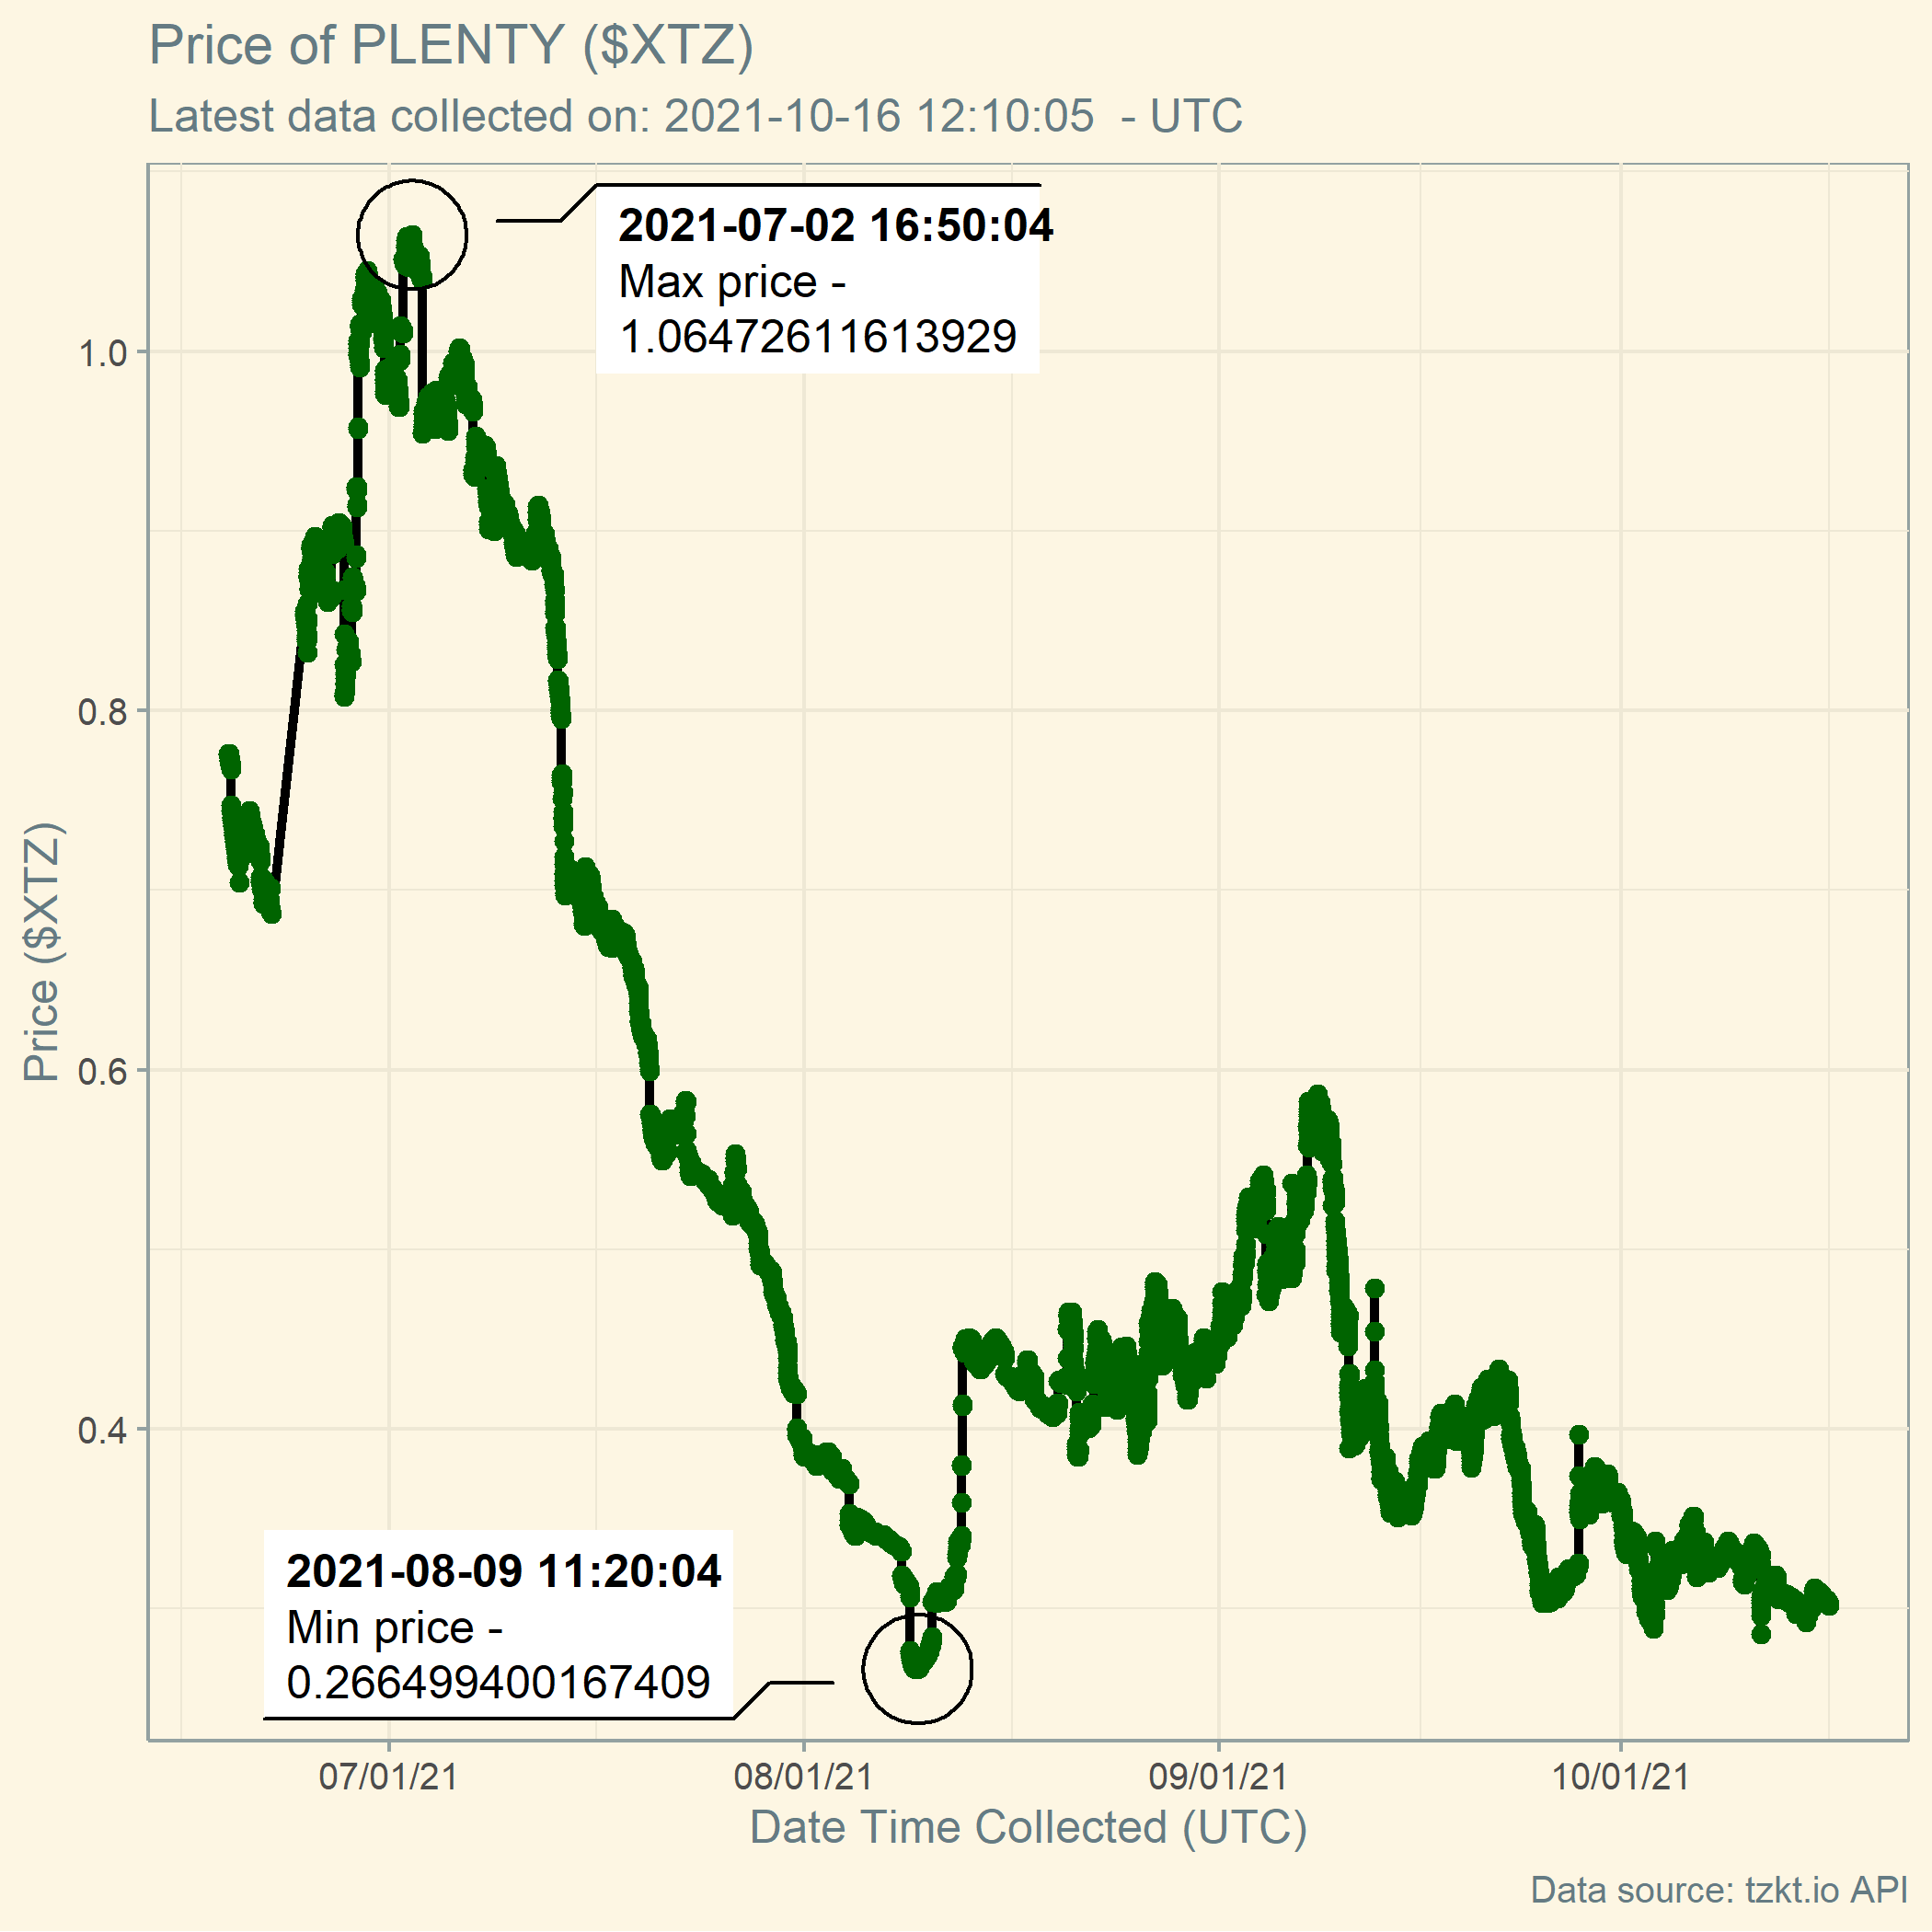 Price of PLENTY ($XTZ)
Latest data collected on: 2021-10-16 12:10:05  - UTC
2021-07-02 16:50:04
Max price -
1.06472611613929
1.0
0.8
0.6
0.4
Price ($XTZ)
2021-08-09 11:20:04
Min price -
0.266499400167409
07/01/21
08/01/21
09/01/21
10/01/21
Date Time Collected (UTC)
Data source: tzkt.io API